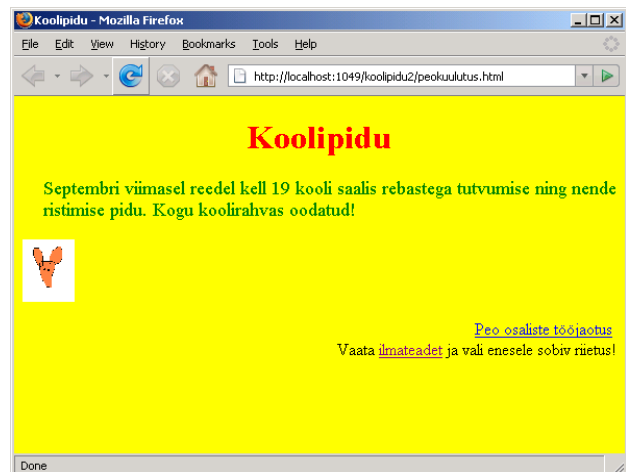 Koolipidu - Mozilla Firefox
File Edit View History Bookmarks Tools Help
http://localhost:1049/koolipidu2/peokuulutus.html
Koolipidu
Septembri viimasel reedel kell 19 kooli saalis rebastega tutvumise ning nende
ristimise pidu. Kogu koolirahvas oodatud!
Peo osaliste tööjaotus
Vaata ilmateadet ja vali enesele sobiv riietus!
Done